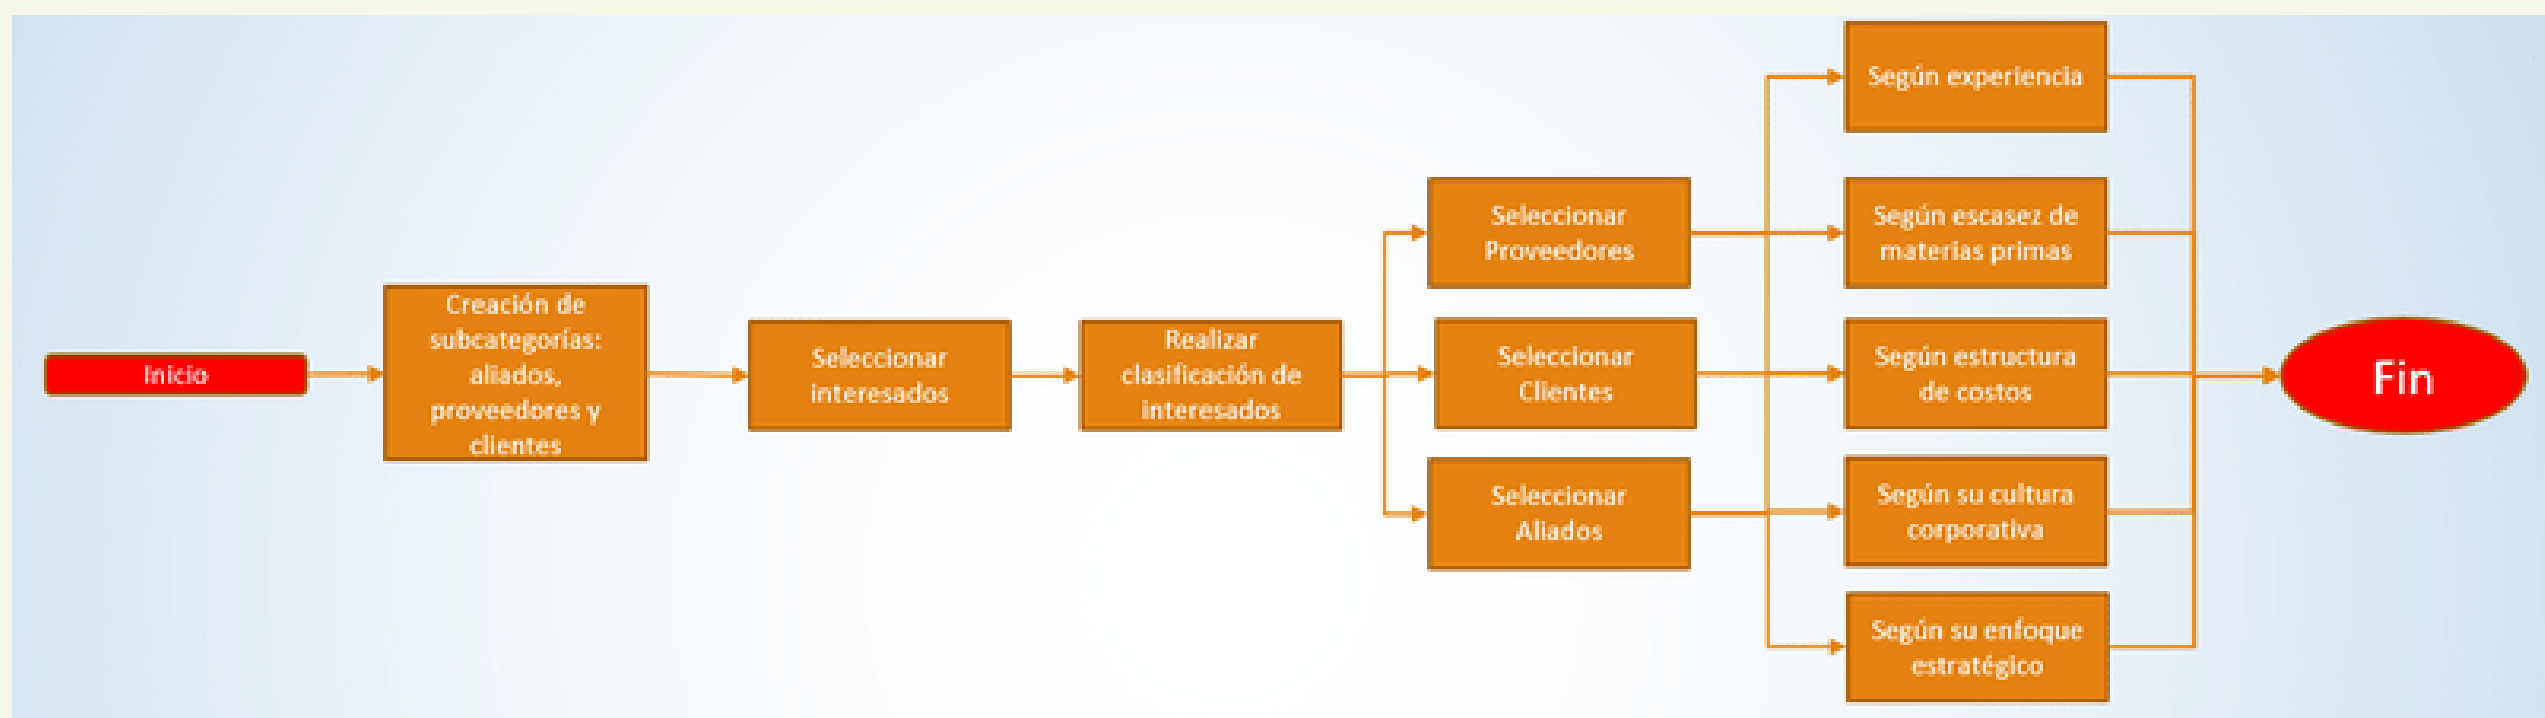 Inicio
Creación de
subcategorías:
aliados,
proveedores y
clientes
Seleccionar
interesados
Realizar
clasificación de
interesados
Seleccionar
Proveedores
Seleccionar
Clientes
Seleccionar
Aliados
Según experiencia
Según escasez de
materias primas
Según estructura
de costos
Según su cultura
corporativa
Según su enfoque
estratégico
Fin